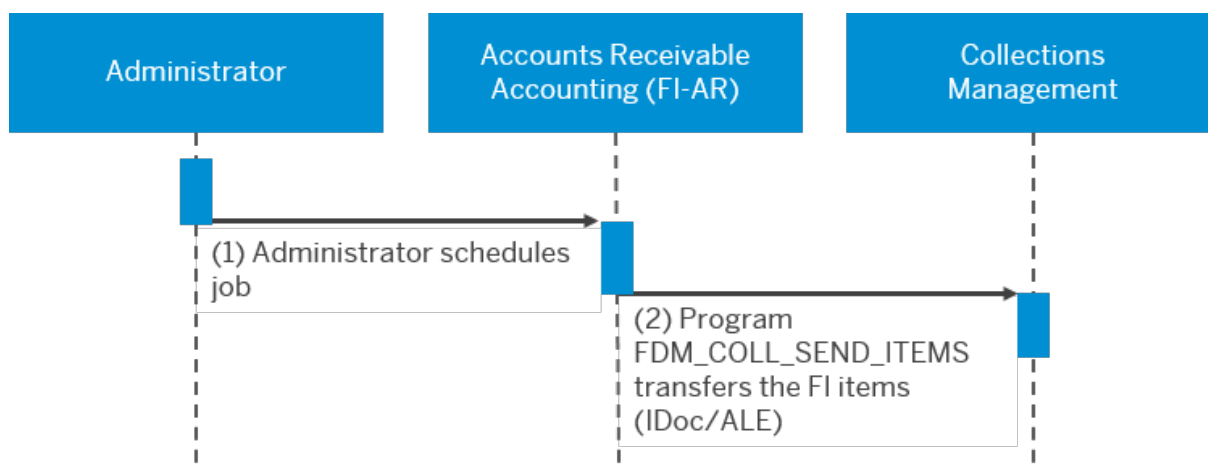 Administrator
Accounts Receivable
Accounting (FI-AR)
Collections
Management
(1) Administrator schedules
job
(2) Program
FDM_COLL_SEND_ITEMS
transfers the FI items
(IDoc/ALE)